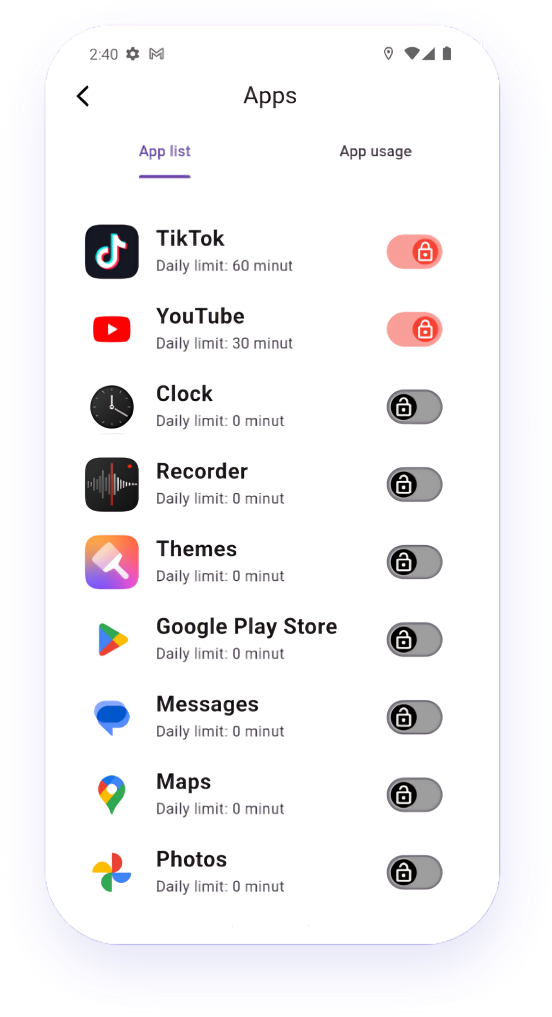 2:40
Apps
App list
App usage
TikTok
Daily limit: 60 minut
YouTube
Daily limit: 30 minut
Clock
Daily limit: 0 minut
Recorder
Daily limit: 0 minut
Themes
Daily limit: 0 minut
Google Play Store
Daily limit: 0 minut
Messages
Daily limit: 0 minut
Maps
Daily limit: 0 minut
Photos
Daily limit: 0 minut